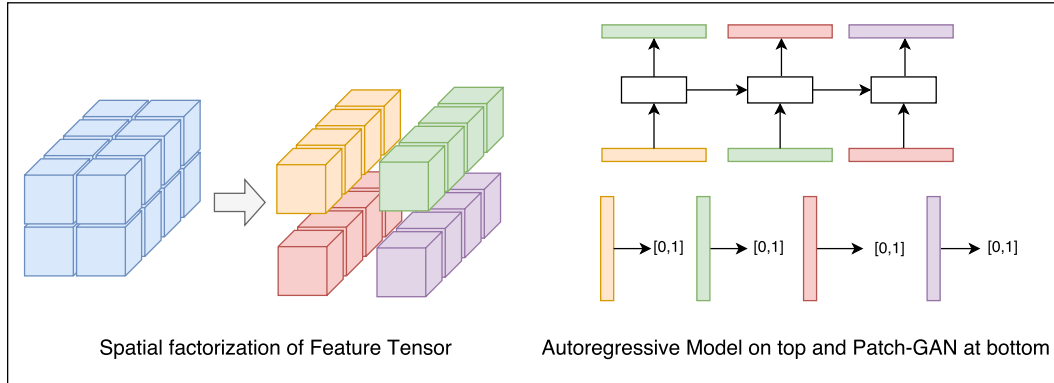 [0,1]
[0,1]
[0,1]
[0,1]
Spatial factorization of Feature Tensor
Autoregressive Model on top and Patch-GAN at bottom